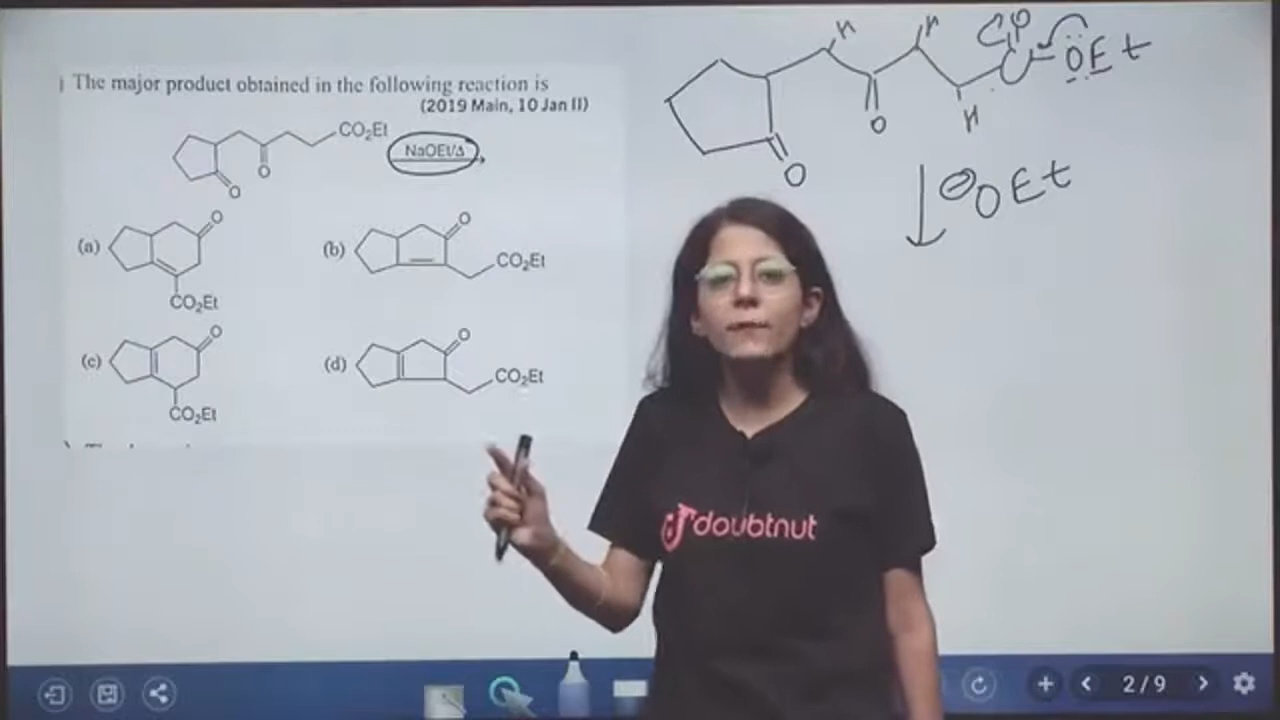 The major product obtained in the following reaction is
(2019 Main, 10 Jan II)
CO₂Et
NaOEt/Δ
O
O
(a)
O
CO₂Et
(b)
O
CO₂Et
(c)
O
CO₂Et
(d)
O
CO₂Et
H
H
OEt
O
H
O
⊖OEt
doubtnut
2/9